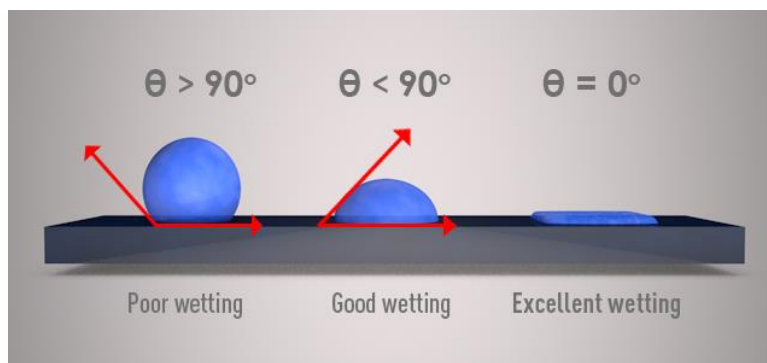 θ > 90°
θ < 90°
θ = 0°
Poor wetting
Good wetting
Excellent wetting